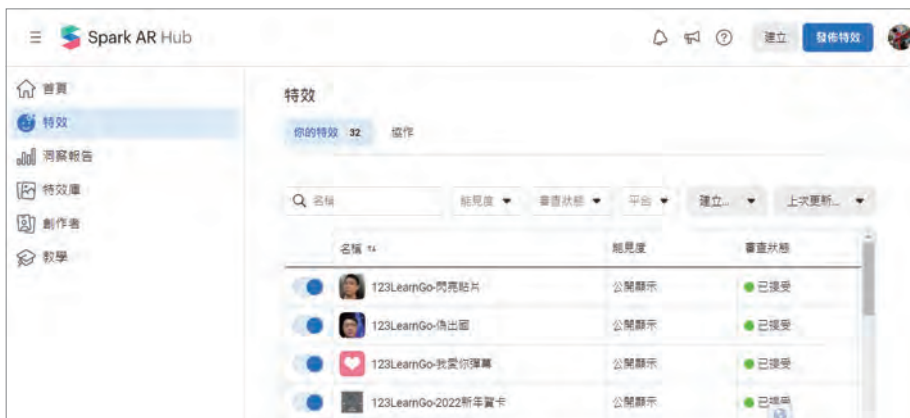 Spark AR Hub
建立
發佈特效
首頁
特效
洞察報告
特效庫
創作者
教學
特效
你的特效 32 協作
名稱 能見度 審查狀態 平台 建立... 上次更新...
名稱 能見度 審查狀態
123LearnGo-閃亮貼片 公開顯示 已接受
123LearnGo-偽出國 公開顯示 已接受
123LearnGo-我愛你彈幕 公開顯示 已接受
123LearnGo-2022新年賀卡 公開顯示 已接受